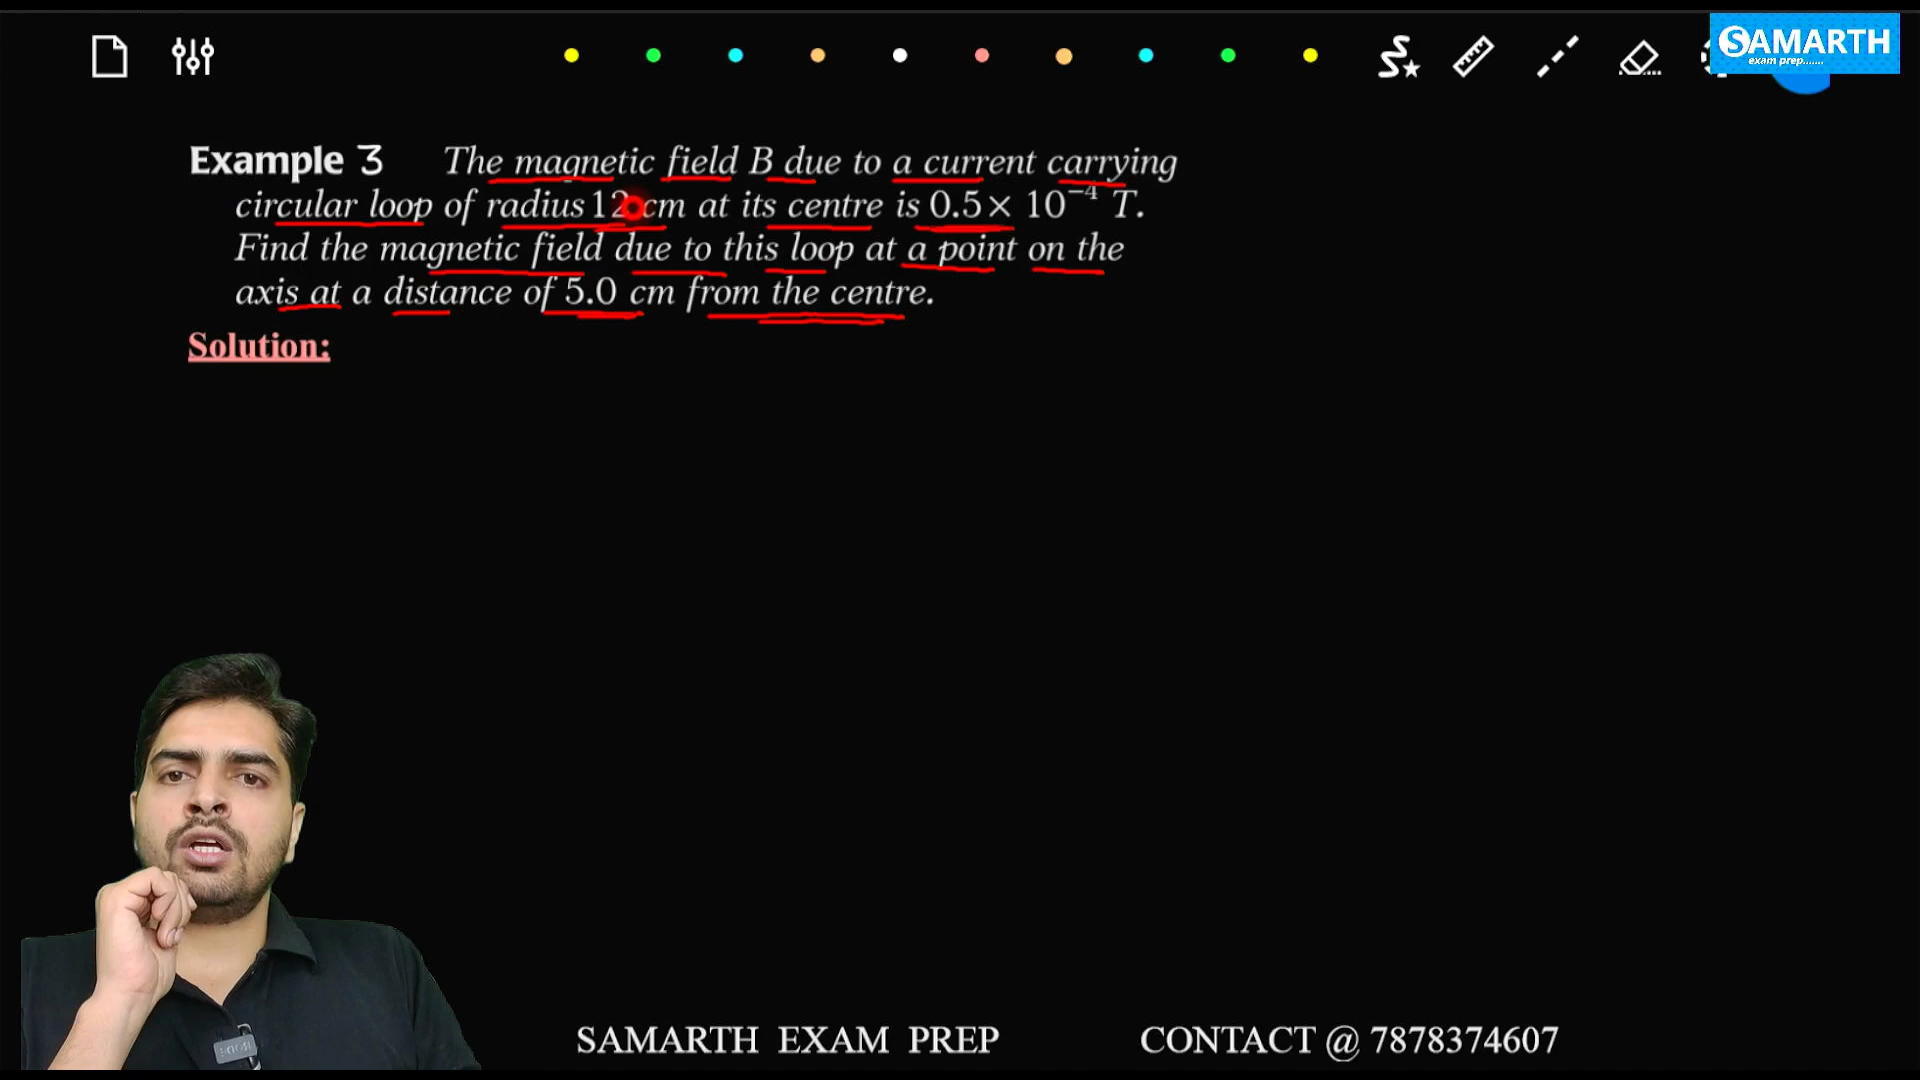 SAMARTH
exam prep.......
Example 3 The magnetic field B due to a current carrying
circular loop of radius 12 cm at its centre is 0.5 × 10⁻⁴ T.
Find the magnetic field due to this loop at a point on the
axis at a distance of 5.0 cm from the centre.
Solution:
SAMARTH EXAM PREP CONTACT @ 7878374607